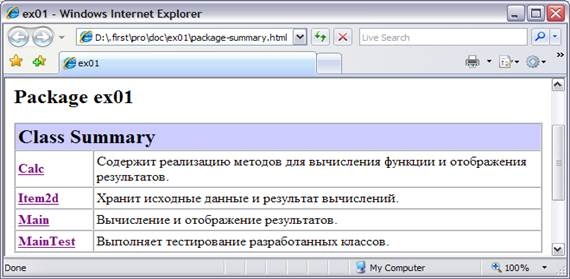 ex01 - Windows Internet Explorer
D:\.first\pro\doc\ex01\package-summary.html
Live Search
ex01
Package ex01
Class Summary
Calc Содержит реализацию методов для вычисления функции и отображения
результатов.
Item2d Хранит исходные данные и результат вычислений.
Main Вычисление и отображение результатов.
MainTest Выполняет тестирование разработанных классов.
Done My Computer 100%